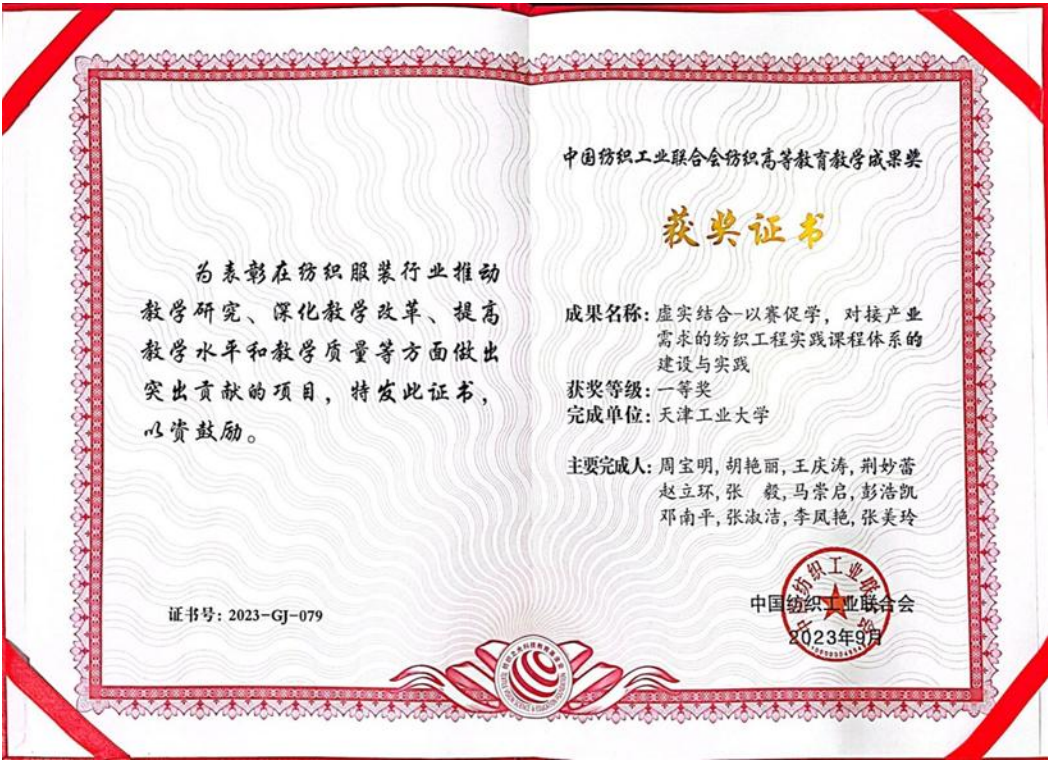 为表彰在纺织服装行业推动
教学研究、深化教学改革、提高
教学水平和教学质量等方面做出
突出贡献的项目，特发此证书，
以资鼓励。
证书号：2023-GJ-079
中国纺织工业联合会纺织高等教育教学成果奖
获奖证书
成果名称：虚实结合-以赛促学，对接产业
需求的纺织工程实践课程体系的
建设与实践
获奖等级：一等奖
完成单位：天津工业大学
主要完成人：周宝明，胡艳丽，王庆涛，荆妙蕾
赵立环，张　毅，马崇启，彭浩凯
邓南平，张淑洁，李凤艳，张美玲
中国纺织工业联合会
2023年9月